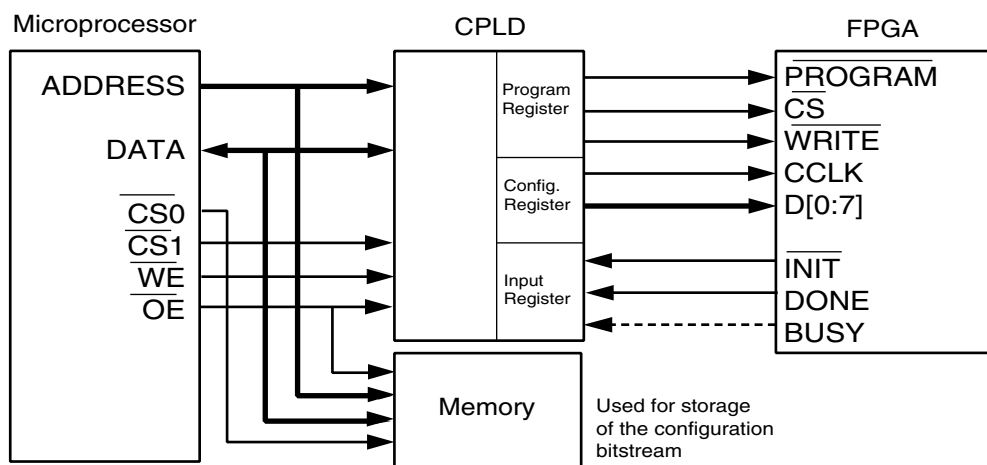 Microprocessor
ADDRESS
DATA
CS0
CS1
WE
OE
CPLD
Program
Register
Config.
Register
Input
Register
FPGA
PROGRAM
CS
WRITE
CCLK
D[0:7]
INIT
DONE
BUSY
Memory
Used for storage
of the configuration
bitstream